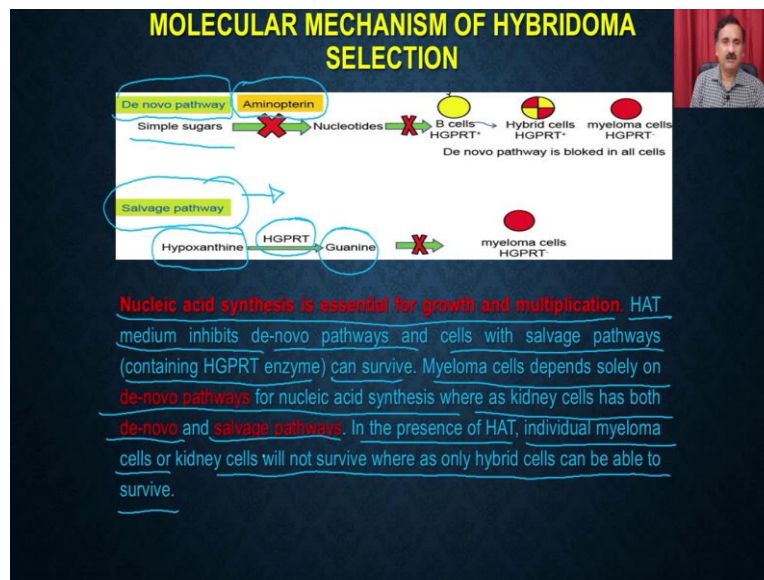 MOLECULAR MECHANISM OF HYBRIDOMA
SELECTION
De novo pathway
Aminopterin
Simple sugars
Nucleotides
B cells
HGPRT⁺
Hybrid cells
HGPRT⁺
myeloma cells
HGPRT⁻
De novo pathway is bloked in all cells
Salvage pathway
Hypoxanthine
HGPRT
Guanine
myeloma cells
HGPRT⁻
Nucleic acid synthesis is essential for growth and multiplication. HAT
medium inhibits de-novo pathways and cells with salvage pathways
(containing HGPRT enzyme) can survive. Myeloma cells depends solely on
de-novo pathways for nucleic acid synthesis where as kidney cells has both
de-novo and salvage pathways. In the presence of HAT, individual myeloma
cells or kidney cells will not survive where as only hybrid cells can be able to
survive.